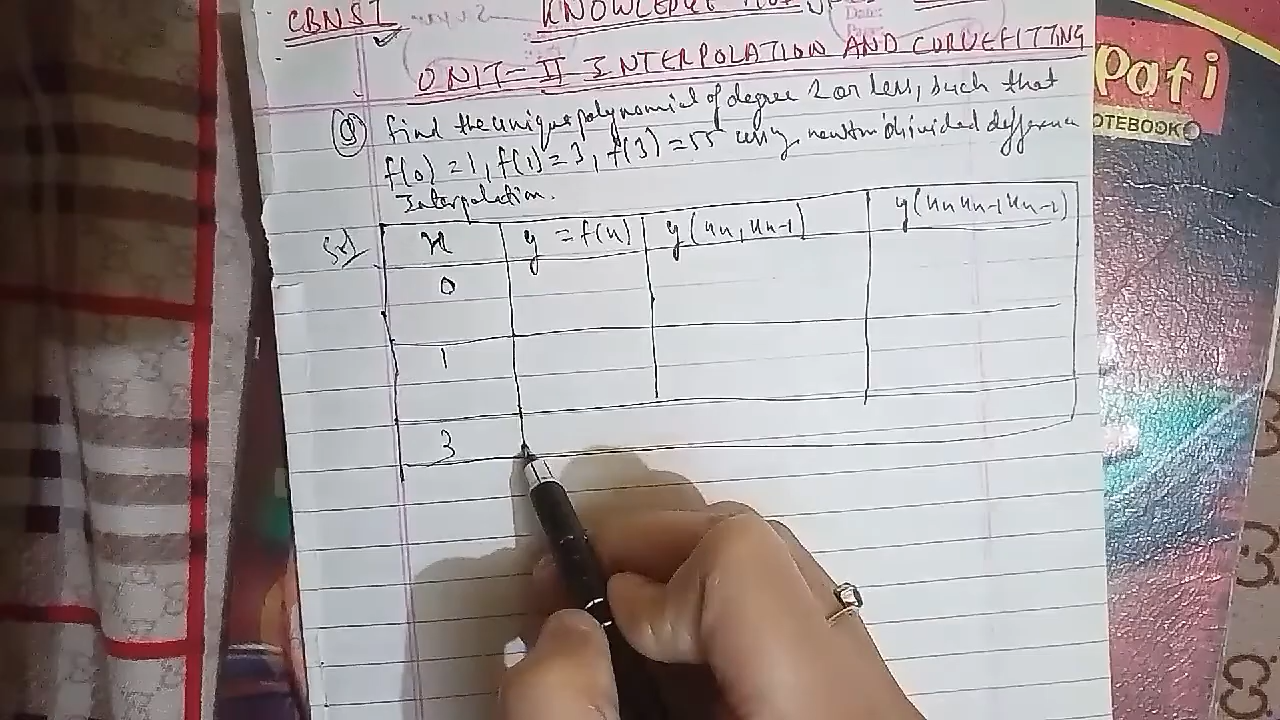 CBNST
KNOWLEDGE
UNIT-II INTERPOLATION AND CURVEFITTING
Q find the unique polynomial of degree 2 or less, such that
f(0) = 1, f(1) = 3, f(3) = 55 using newton divided difference
Interpolation.
Sol x y = f(x) y(xn, xn-1) y(xn xn-1 xn-2)
0
1
3
Pati
NOTEBOOK